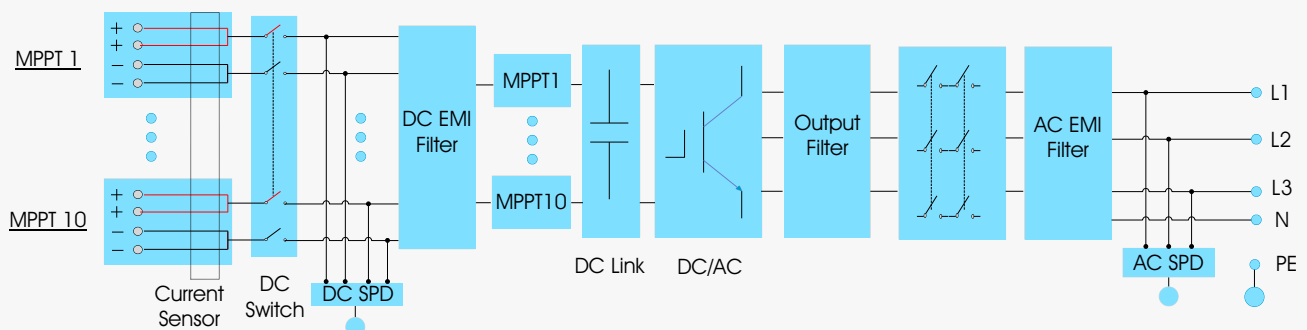 MPPT 1
+
+
−
−
MPPT 10
+
+
−
−
Current
Sensor
DC
Switch
DC SPD
DC EMI
Filter
MPPT1
MPPT10
DC Link
DC/AC
Output
Filter
AC EMI
Filter
AC SPD
L1
L2
L3
N
PE